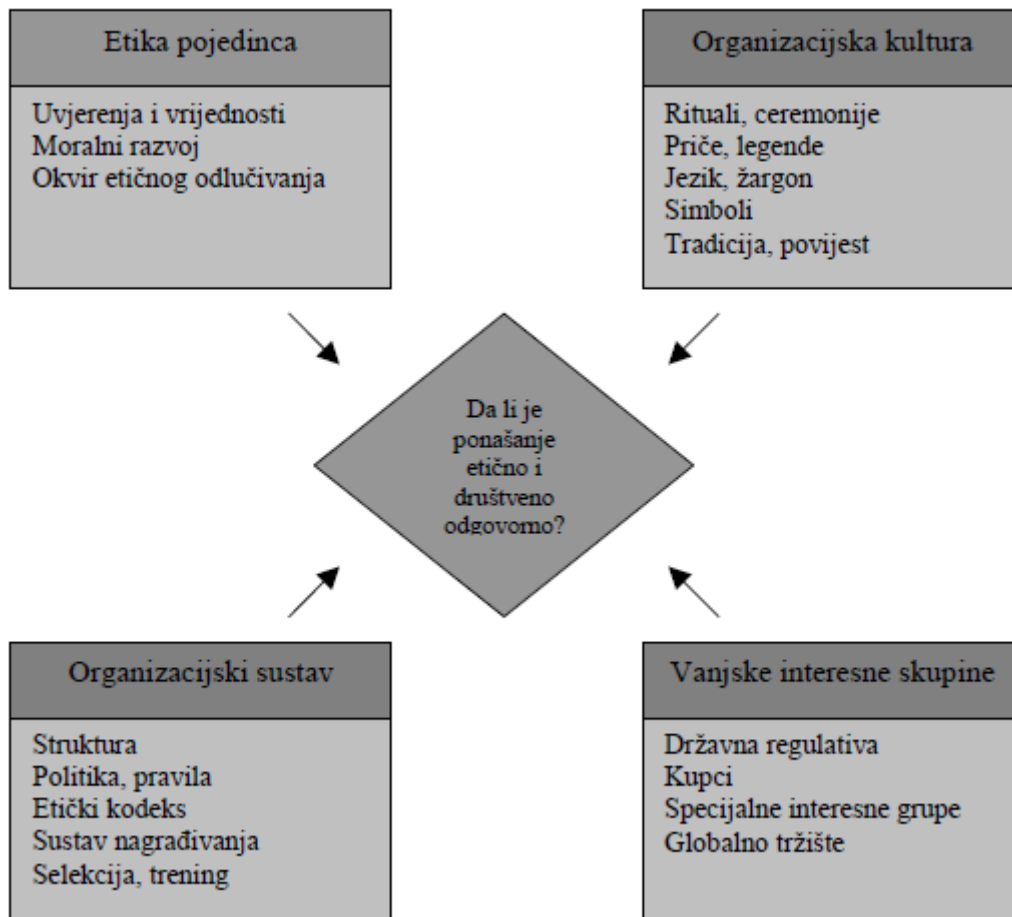 Etika pojedinca
Uvjerenja i vrijednosti
Moralni razvoj
Okvir etičnog odlučivanja
Organizacijska kultura
Rituali, ceremonije
Priče, legende
Jezik, žargon
Simboli
Tradicija, povijest
Da li je
ponašanje
etično i
društveno
odgovorno?
Organizacijski sustav
Struktura
Politika, pravila
Etički kodeks
Sustav nagrađivanja
Selekcija, trening
Vanjske interesne skupine
Državna regulativa
Kupci
Specijalne interesne grupe
Globalno tržište